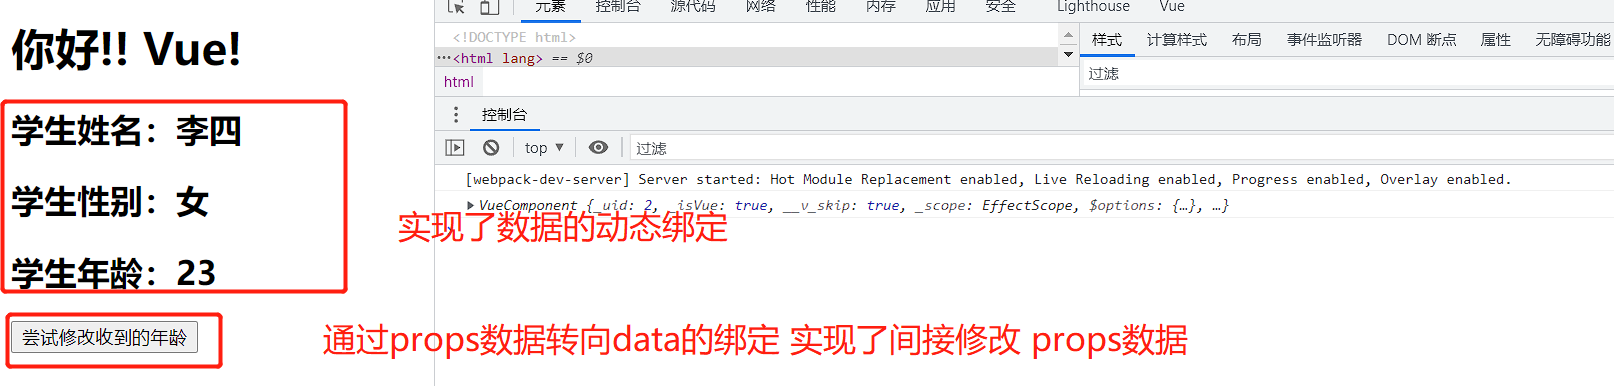 元素 控制台 源代码 网络 性能 内存 应用 安全 Lighthouse Vue
<!DOCTYPE html>
···<html lang> == $0
html
样式 计算样式 布局 事件监听器 DOM 断点 属性 无障碍功能
过滤
控制台
top ▼ 过滤
[webpack-dev-server] Server started: Hot Module Replacement enabled, Live Reloading enabled, Progress enabled, Overlay enabled.
VueComponent {_uid: 2, _isVue: true, __v_skip: true, _scope: EffectScope, $options: {…}, …}
你好!! Vue!
学生姓名：李四
学生性别：女
实现了数据的动态绑定
学生年龄：23
尝试修改收到的年龄
通过props数据转向data的绑定 实现了间接修改 props数据